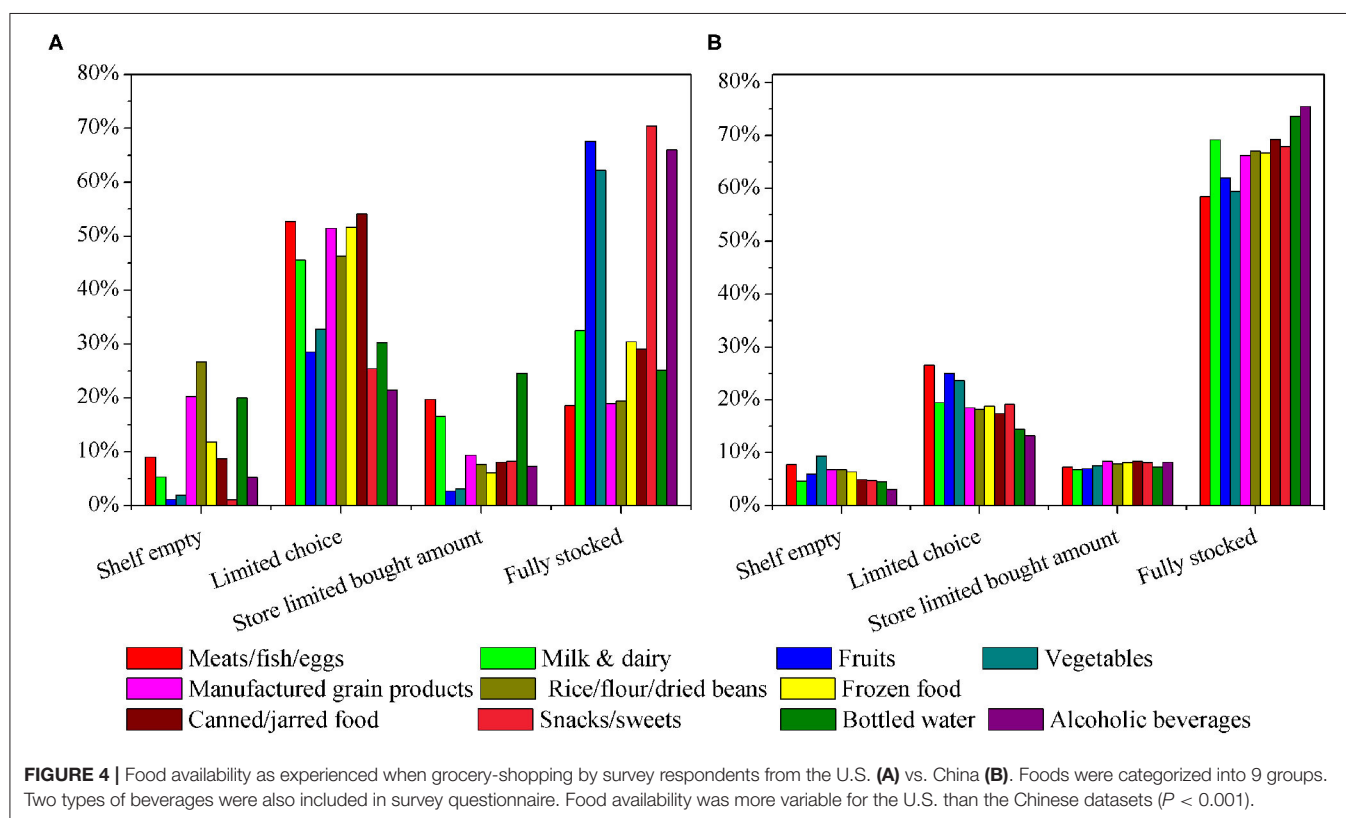 A
B
80%
70%
60%
50%
40%
30%
20%
10%
0%
Shelf empty
Limited choice
Store limited bought amount
Fully stocked
80%
70%
60%
50%
40%
30%
20%
10%
0%
Shelf empty
Limited choice
Store limited bought amount
Fully stocked
Meats/fish/eggs Milk & dairy Fruits Vegetables
Manufactured grain products Rice/flour/dried beans Frozen food
Canned/jarred food Snacks/sweets Bottled water Alcoholic beverages
FIGURE 4 | Food availability as experienced when grocery-shopping by survey respondents from the U.S. (A) vs. China (B). Foods were categorized into 9 groups.
Two types of beverages were also included in survey questionnaire. Food availability was more variable for the U.S. than the Chinese datasets (P < 0.001).